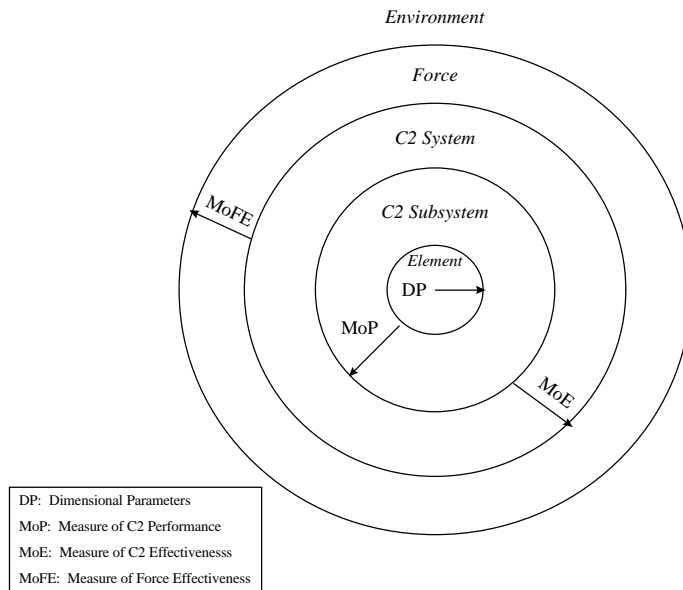 Environment
Force
C2 System
MoFE
C2 Subsystem
Element
DP
MoP
MoE
DP: Dimensional Parameters
MoP: Measure of C2 Performance
MoE: Measure of C2 Effectivenesss
MoFE: Measure of Force Effectiveness